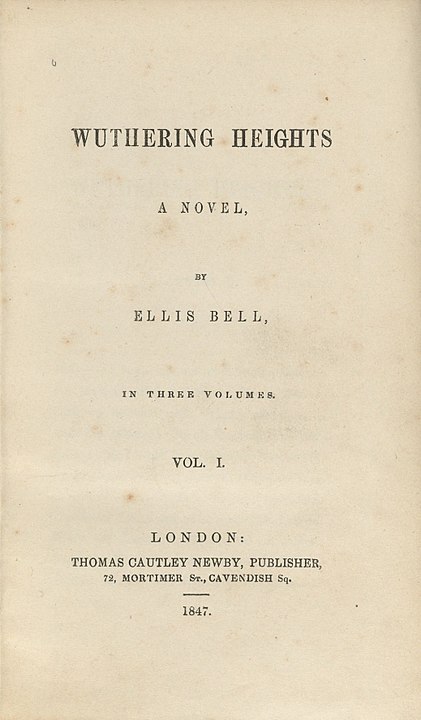 WUTHERING HEIGHTS
A NOVEL,
BY
ELLIS BELL,
IN THREE VOLUMES.
VOL. I.
LONDON:
THOMAS CAUTLEY NEWBY, PUBLISHER,
72, MORTIMER St., CAVENDISH Sq.
1847.